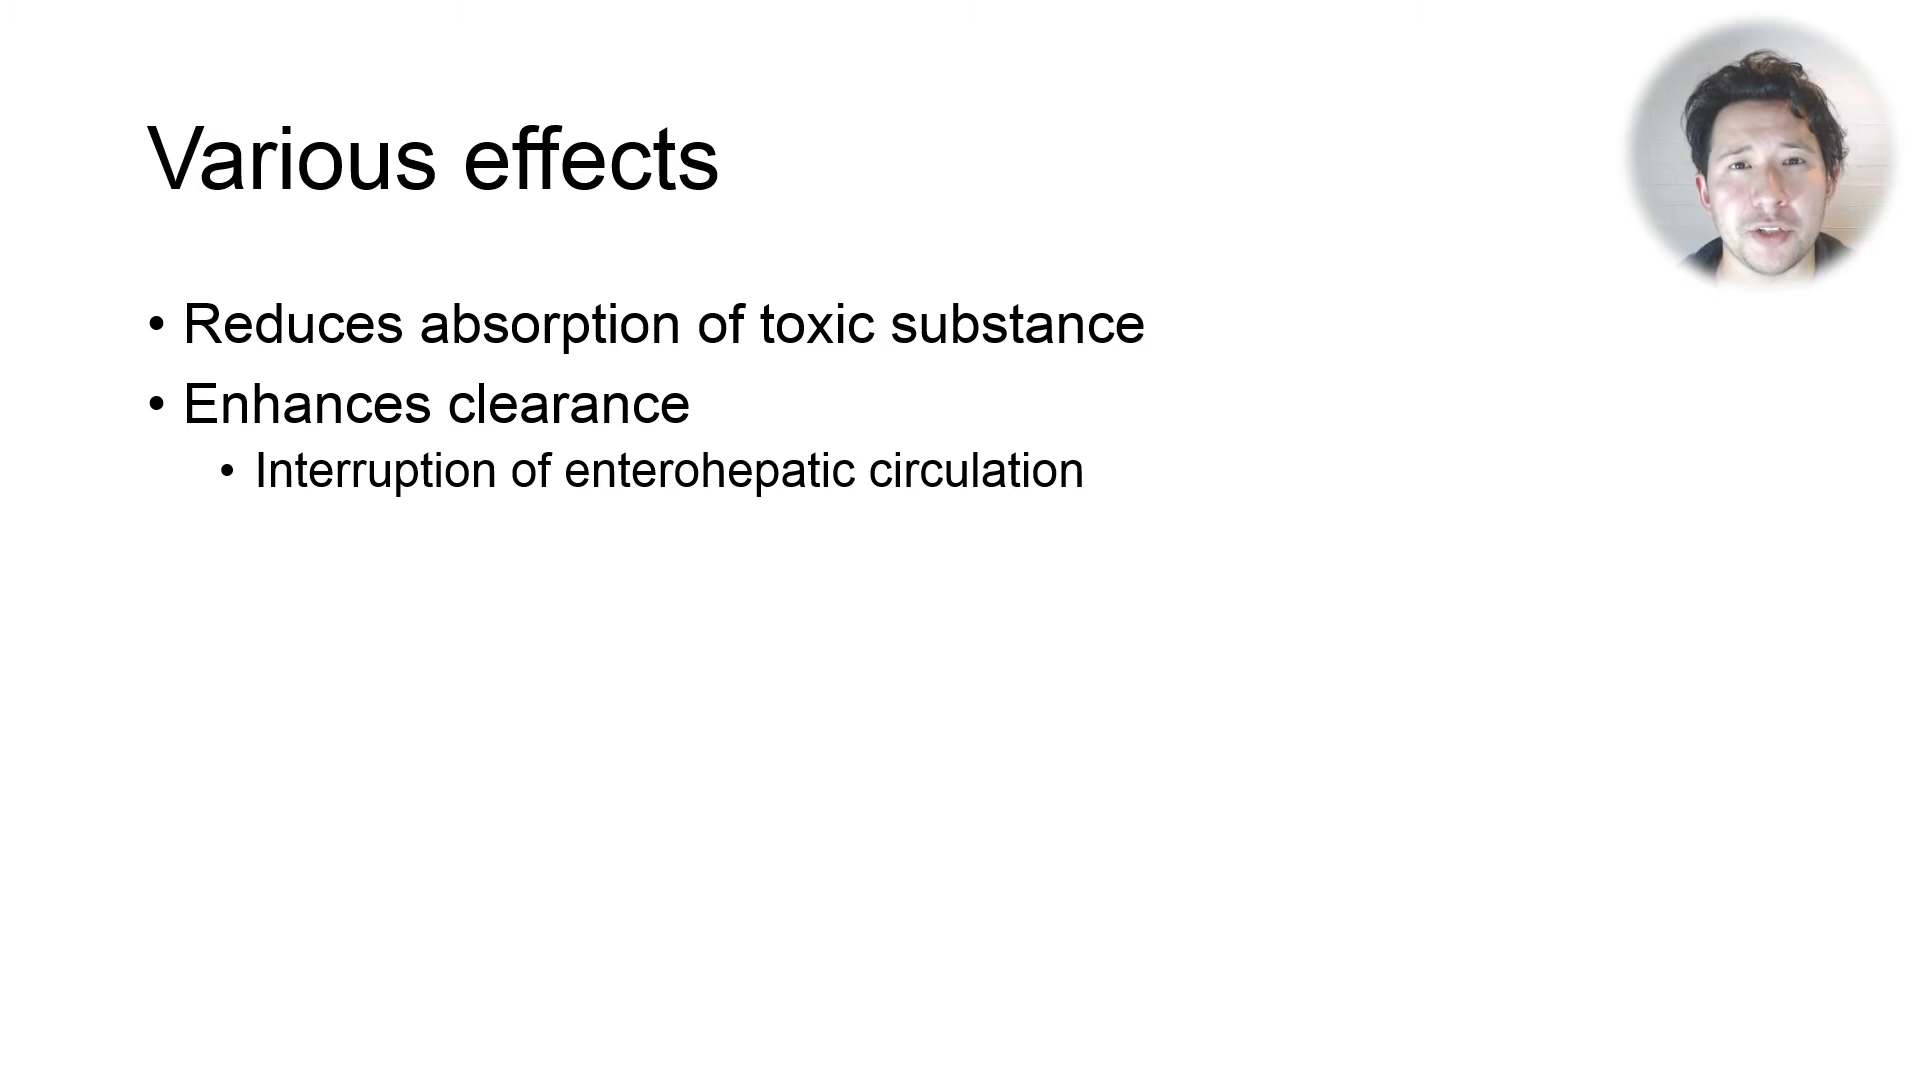 Various effects
• Reduces absorption of toxic substance
• Enhances clearance
• Interruption of enterohepatic circulation